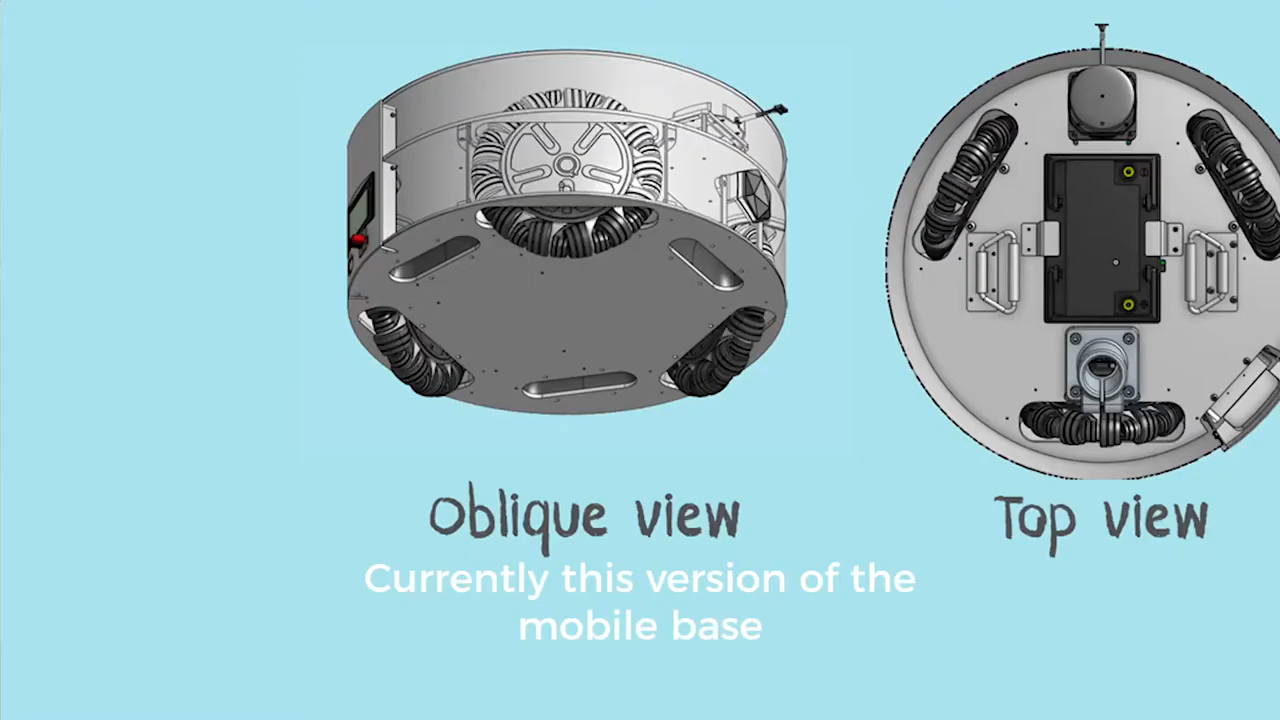 Oblique view
Top view
Currently this version of the
mobile base